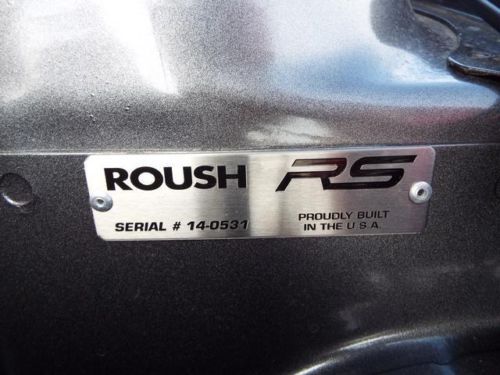 ROUSH RS
SERIAL # 14-0531
PROUDLY BUILT
IN THE U.S.A.